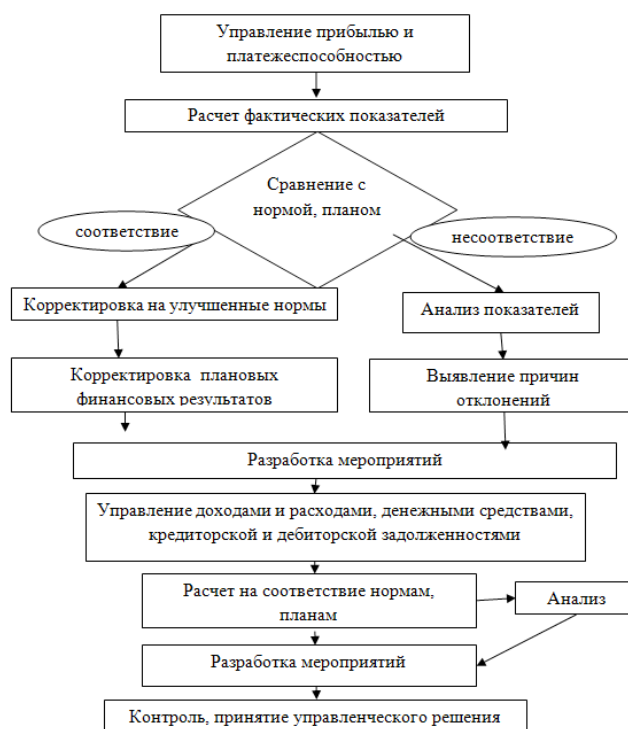 Управление прибылью и
платежеспособностью
Расчет фактических показателей
Сравнение с
нормой, планом
соответствие
несоответствие
Корректировка на улучшенные нормы
Анализ показателей
Корректировка плановых
финансовых результатов
Выявление причин
отклонений
Разработка мероприятий
Управление доходами и расходами, денежными средствами,
кредиторской и дебиторской задолженностями
Расчет на соответствие нормам,
планам
Анализ
Разработка мероприятий
Контроль, принятие управленческого решения